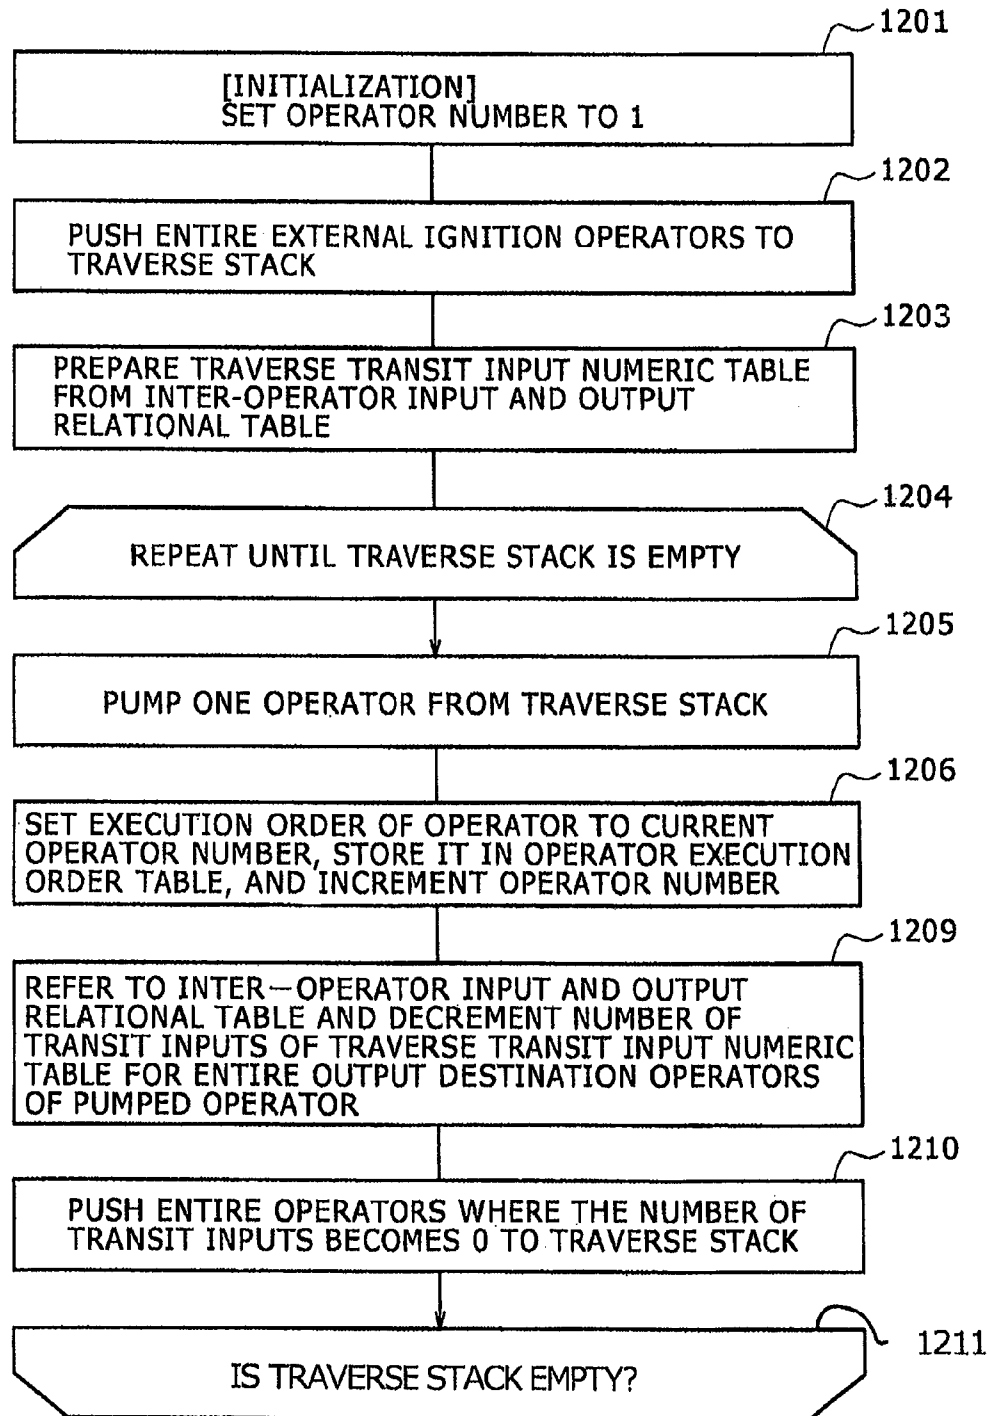 1201
[INITIALIZATION]
SET OPERATOR NUMBER TO 1
1202
PUSH ENTIRE EXTERNAL IGNITION OPERATORS TO
TRAVERSE STACK
1203
PREPARE TRAVERSE TRANSIT INPUT NUMERIC TABLE
FROM INTER-OPERATOR INPUT AND OUTPUT
RELATIONAL TABLE
1204
REPEAT UNTIL TRAVERSE STACK IS EMPTY
1205
PUMP ONE OPERATOR FROM TRAVERSE STACK
1206
SET EXECUTION ORDER OF OPERATOR TO CURRENT
OPERATOR NUMBER, STORE IT IN OPERATOR EXECUTION
ORDER TABLE, AND INCREMENT OPERATOR NUMBER
1209
REFER TO INTER-OPERATOR INPUT AND OUTPUT
RELATIONAL TABLE AND DECREMENT NUMBER OF
TRANSIT INPUTS OF TRAVERSE TRANSIT INPUT NUMERIC
TABLE FOR ENTIRE OUTPUT DESTINATION OPERATORS
OF PUMPED OPERATOR
1210
PUSH ENTIRE OPERATORS WHERE THE NUMBER OF
TRANSIT INPUTS BECOMES 0 TO TRAVERSE STACK
1211
IS TRAVERSE STACK EMPTY?